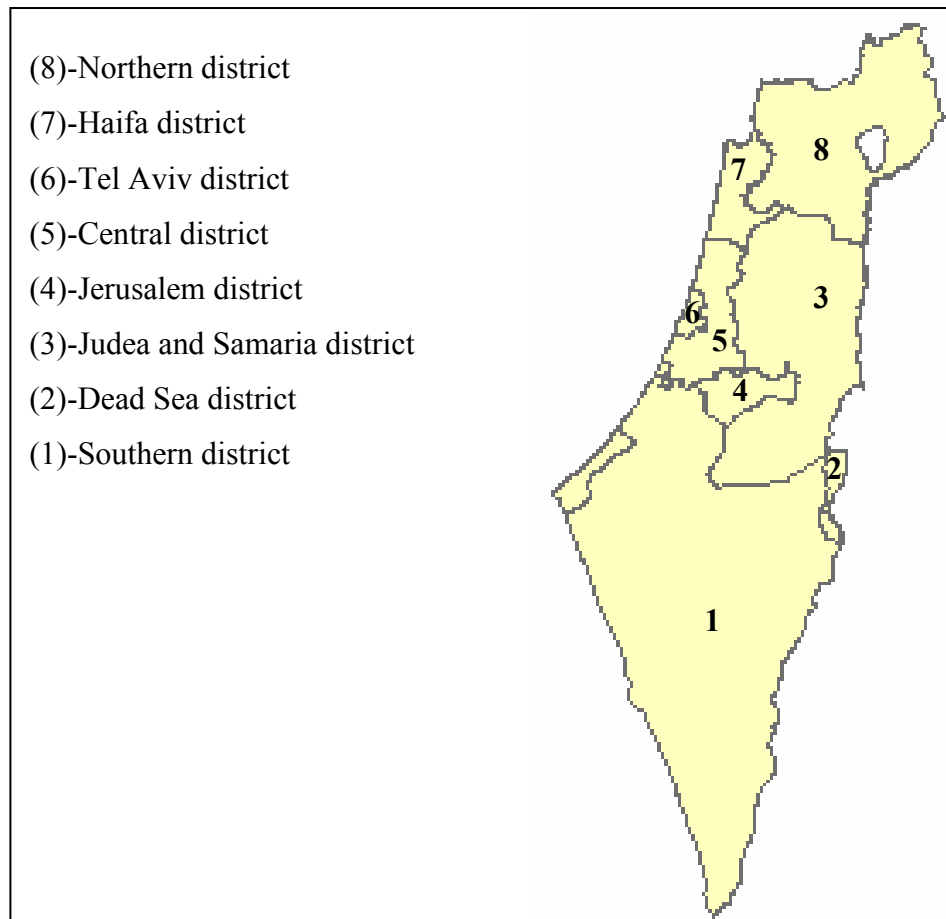 (8)-Northern district
(7)-Haifa district
(6)-Tel Aviv district
(5)-Central district
(4)-Jerusalem district
(3)-Judea and Samaria district
(2)-Dead Sea district
(1)-Southern district
8
7
3
6
5
4
2
1